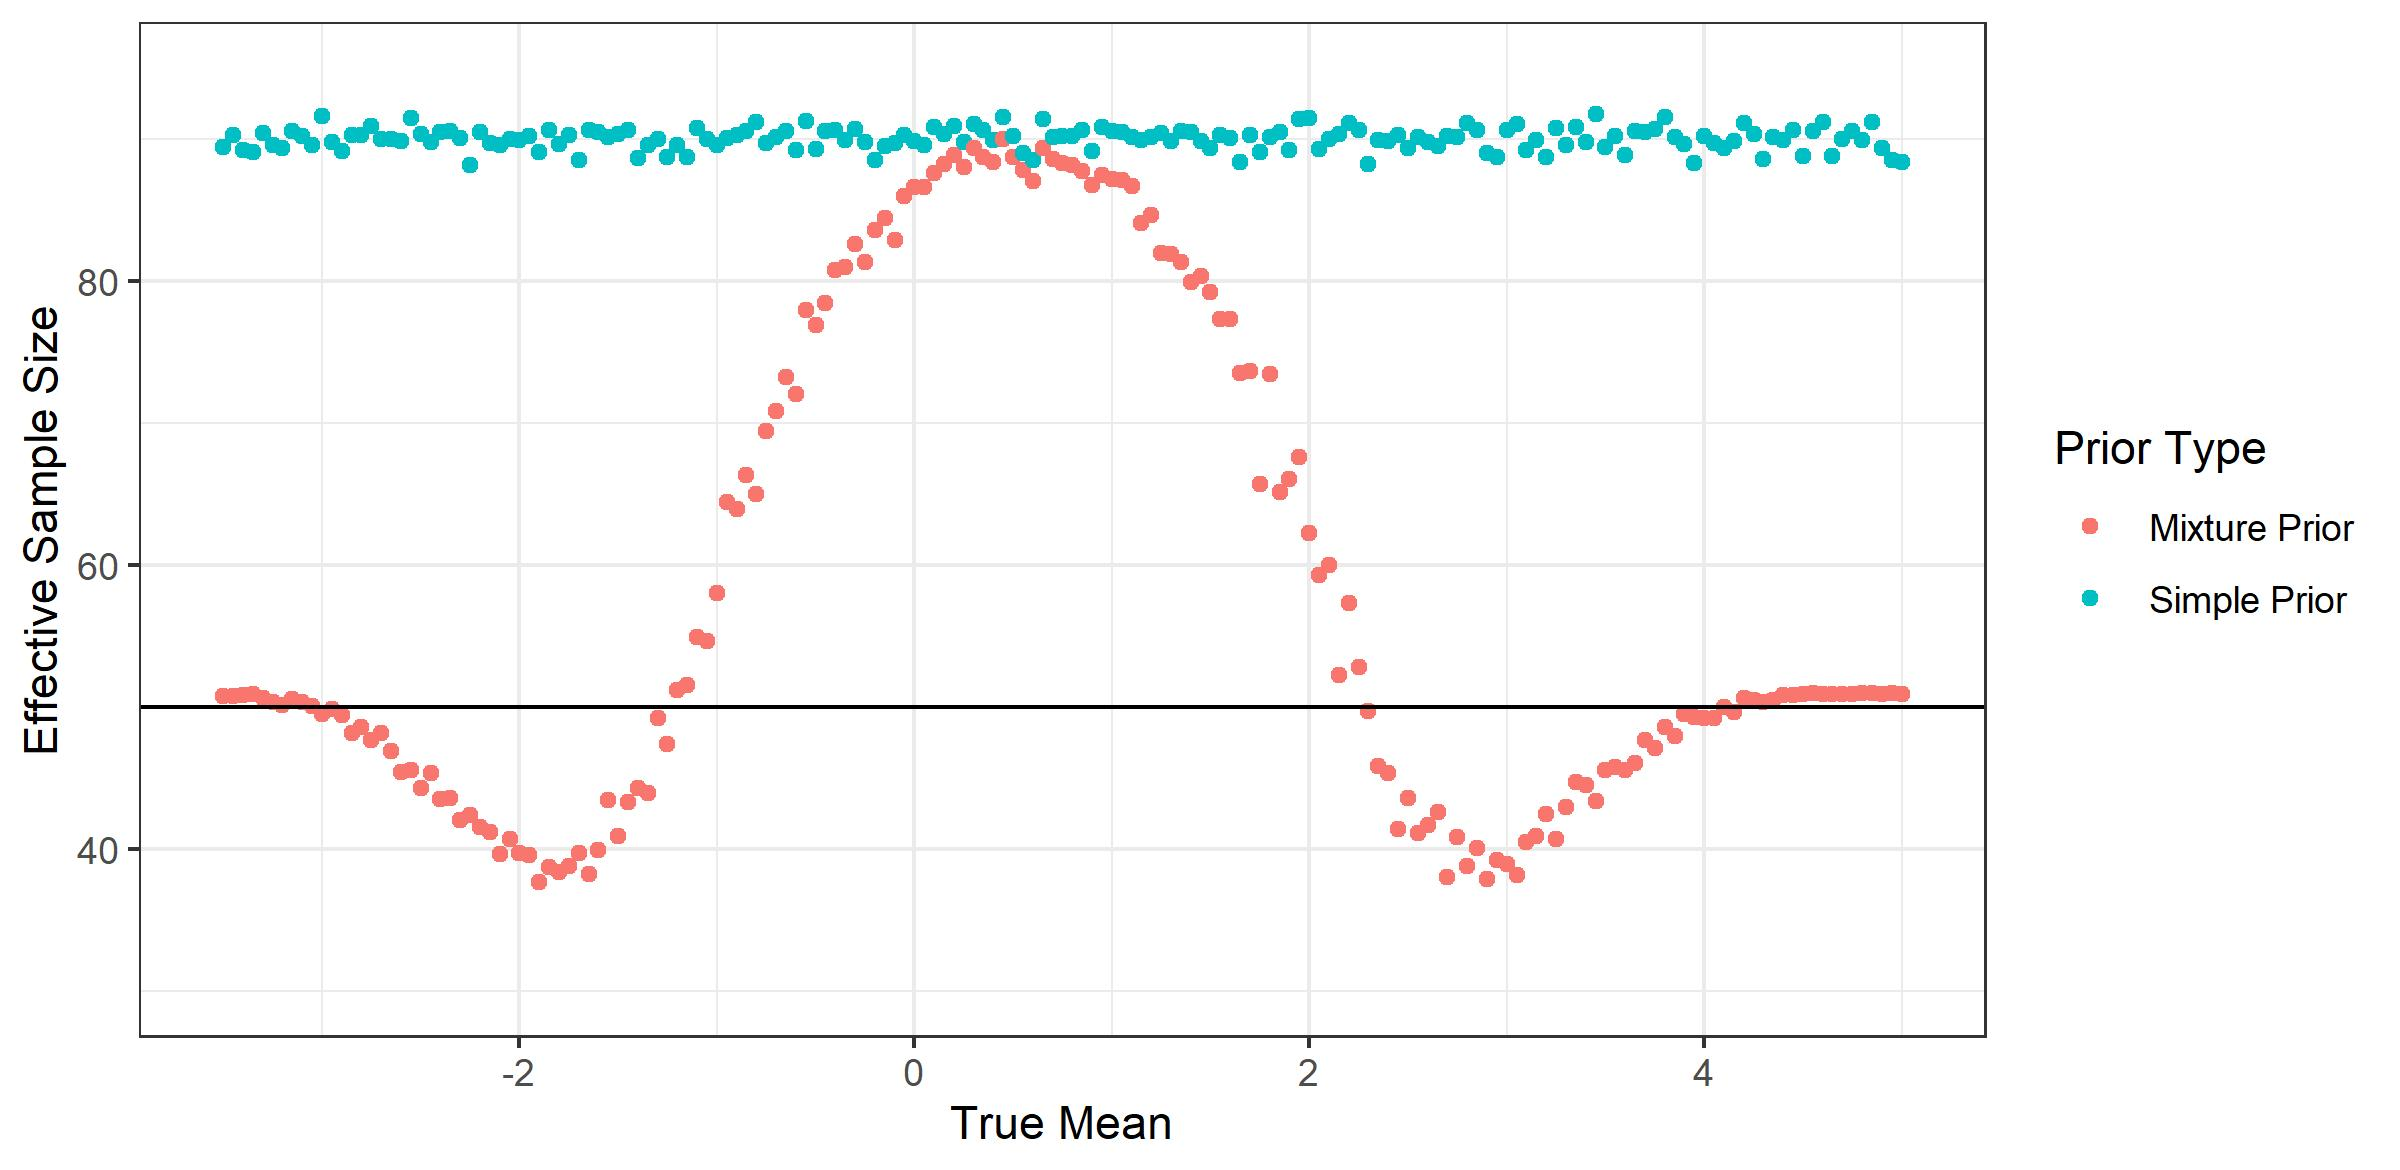 80
60
40
-2
0
2
4
Effective Sample Size
True Mean
Prior Type
Mixture Prior
Simple Prior